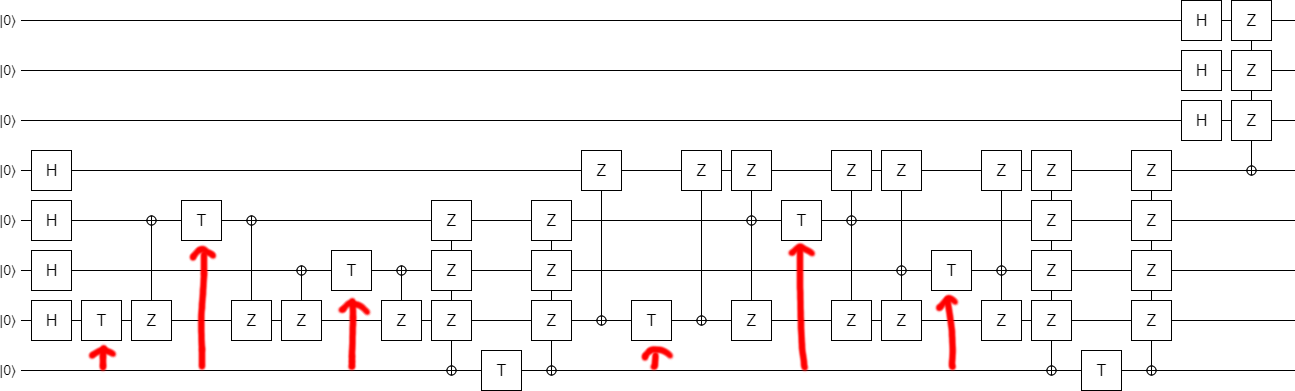 |0⟩ H Z
|0⟩ H Z
|0⟩ H Z
|0⟩ H Z Z Z Z Z Z Z Z
|0⟩ H T Z Z T Z Z
|0⟩ H T Z Z T Z Z
|0⟩ H T Z Z Z Z Z Z T Z Z Z Z Z Z
|0⟩ T T